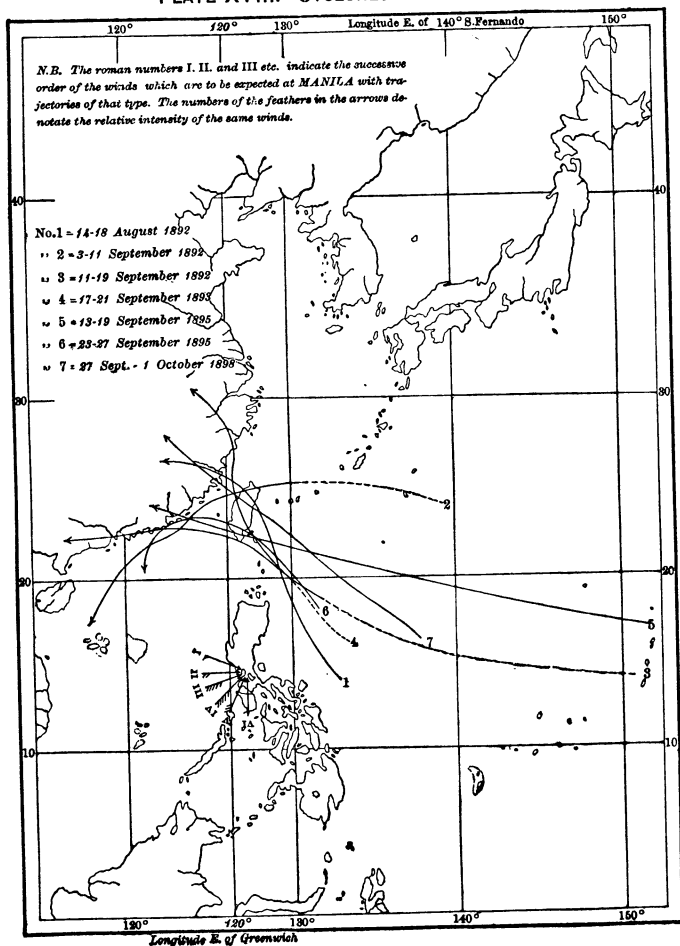 Longitude E. of 140° S. Fernando
120° 120° 130° 150°
N.B. The roman numbers I. II. and III etc. indicate the successive
order of the winds which are to be expected at MANILA with tra-
jectories of that type. The numbers of the feathers in the arrows de-
notate the relative intensity of the same winds.
40 40
No. 1 = 14-18 August 1892
„ 2 = 3-11 September 1892
„ 3 = 11-19 September 1892
„ 4 = 17-21 September 1893
„ 5 = 13-19 September 1895
„ 6 = 23-27 September 1895
„ 7 = 27 Sept. - 1 October 1898
30 30
2
20 20
6
4
7
5
3
1
I
II
III
IV
VI
10 10
120° 120° 130° 140° 150°
Longitude E. of Greenwich